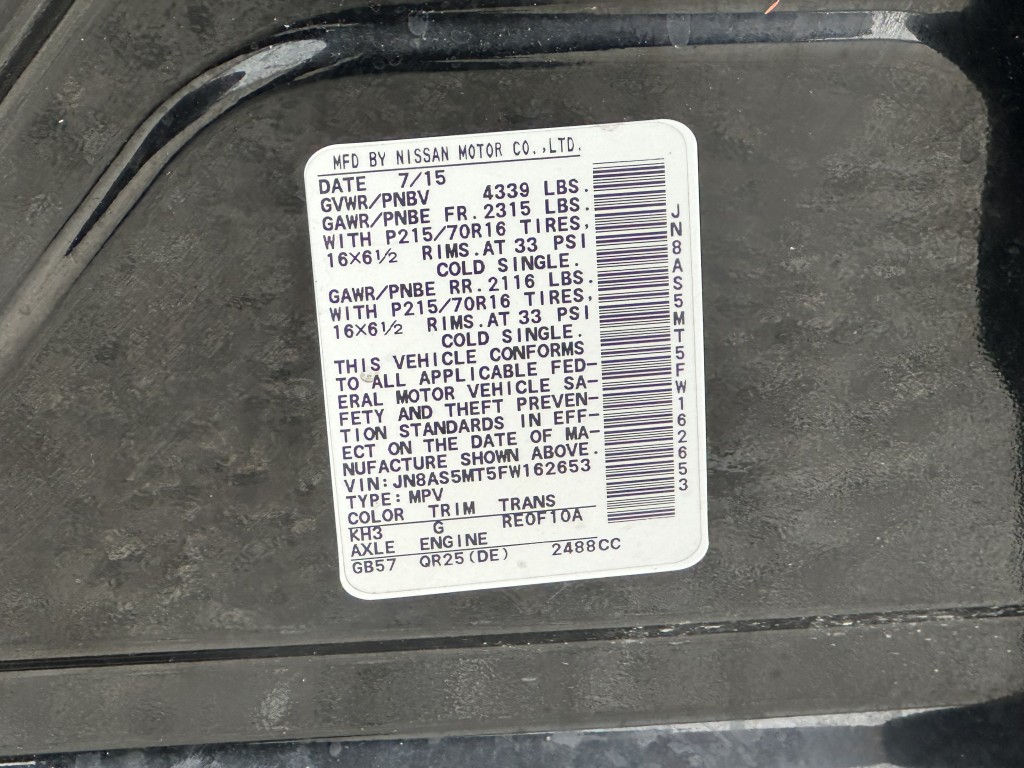 MFD BY NISSAN MOTOR CO.,LTD.
DATE 7/15
GVWR/PNBV 4339 LBS.
GAWR/PNBE FR.2315 LBS.
WITH P215/70R16 TIRES,
16×6½ RIMS.AT 33 PSI
COLD SINGLE.
GAWR/PNBE RR.2116 LBS.
WITH P215/70R16 TIRES,
16×6½ RIMS.AT 33 PSI
COLD SINGLE.
THIS VEHICLE CONFORMS
TO ALL APPLICABLE FED-
ERAL MOTOR VEHICLE SA-
FETY AND THEFT PREVEN-
TION STANDARDS IN EFF-
ECT ON THE DATE OF MA-
NUFACTURE SHOWN ABOVE.
VIN:JN8AS5MT5FW162653
TYPE:MPV
COLOR TRIM TRANS
KH3 G RE0F10A
AXLE ENGINE
GB57 QR25(DE) 2488CC
JN8AS5MT5FW162653